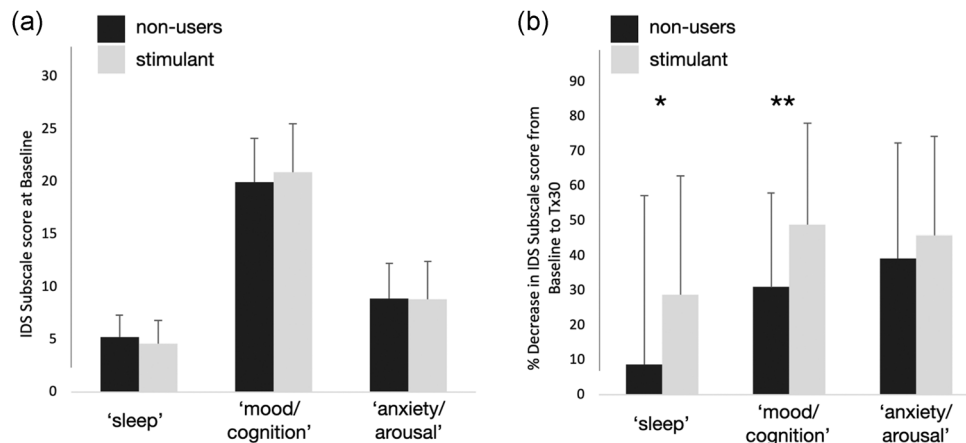 (a)
non-users
stimulant
IDS Subscale score at Baseline
30
25
20
15
10
5
0
‘sleep’
‘mood/
cognition’
‘anxiety/
arousal’
(b)
non-users
stimulant
% Decrease in IDS Subscale score from
Baseline to Tx30
90
80
70
60
50
40
30
20
10
0
*
**
‘sleep’
‘mood/
cognition’
‘anxiety/
arousal’